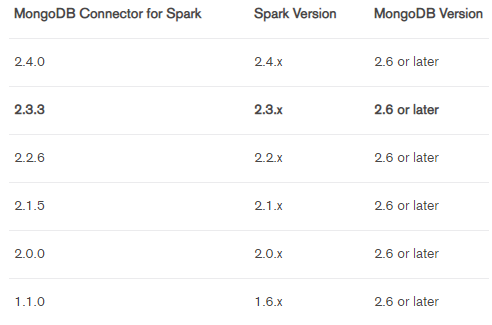 MongoDB Connector for Spark Spark Version MongoDB Version
2.4.0 2.4.x 2.6 or later
2.3.3 2.3.x 2.6 or later
2.2.6 2.2.x 2.6 or later
2.1.5 2.1.x 2.6 or later
2.0.0 2.0.x 2.6 or later
1.1.0 1.6.x 2.6 or later